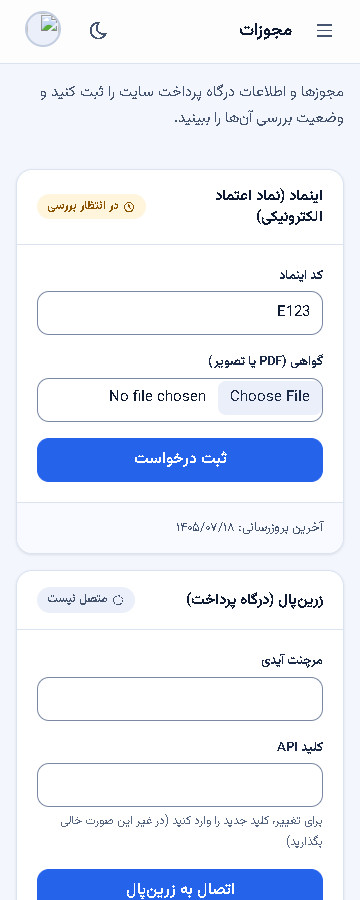 مجوزات
مجوزها و اطلاعات درگاه پرداخت سایت را ثبت کنید و
وضعیت بررسی آن‌ها را ببینید.
اینماد (نماد اعتماد
الکترونیکی)
در انتظار بررسی
کد اینماد
E123
گواهی (PDF یا تصویر)
Choose File No file chosen
ثبت درخواست
آخرین بروزرسانی: ۱۴۰۵/۰۷/۱۸
زرین‌پال (درگاه پرداخت)
متصل نیست
مرچنت آیدی
کلید API
برای تغییر، کلید جدید را وارد کنید (در غیر این صورت خالی
بگذارید)
اتصال به زرین‌پال